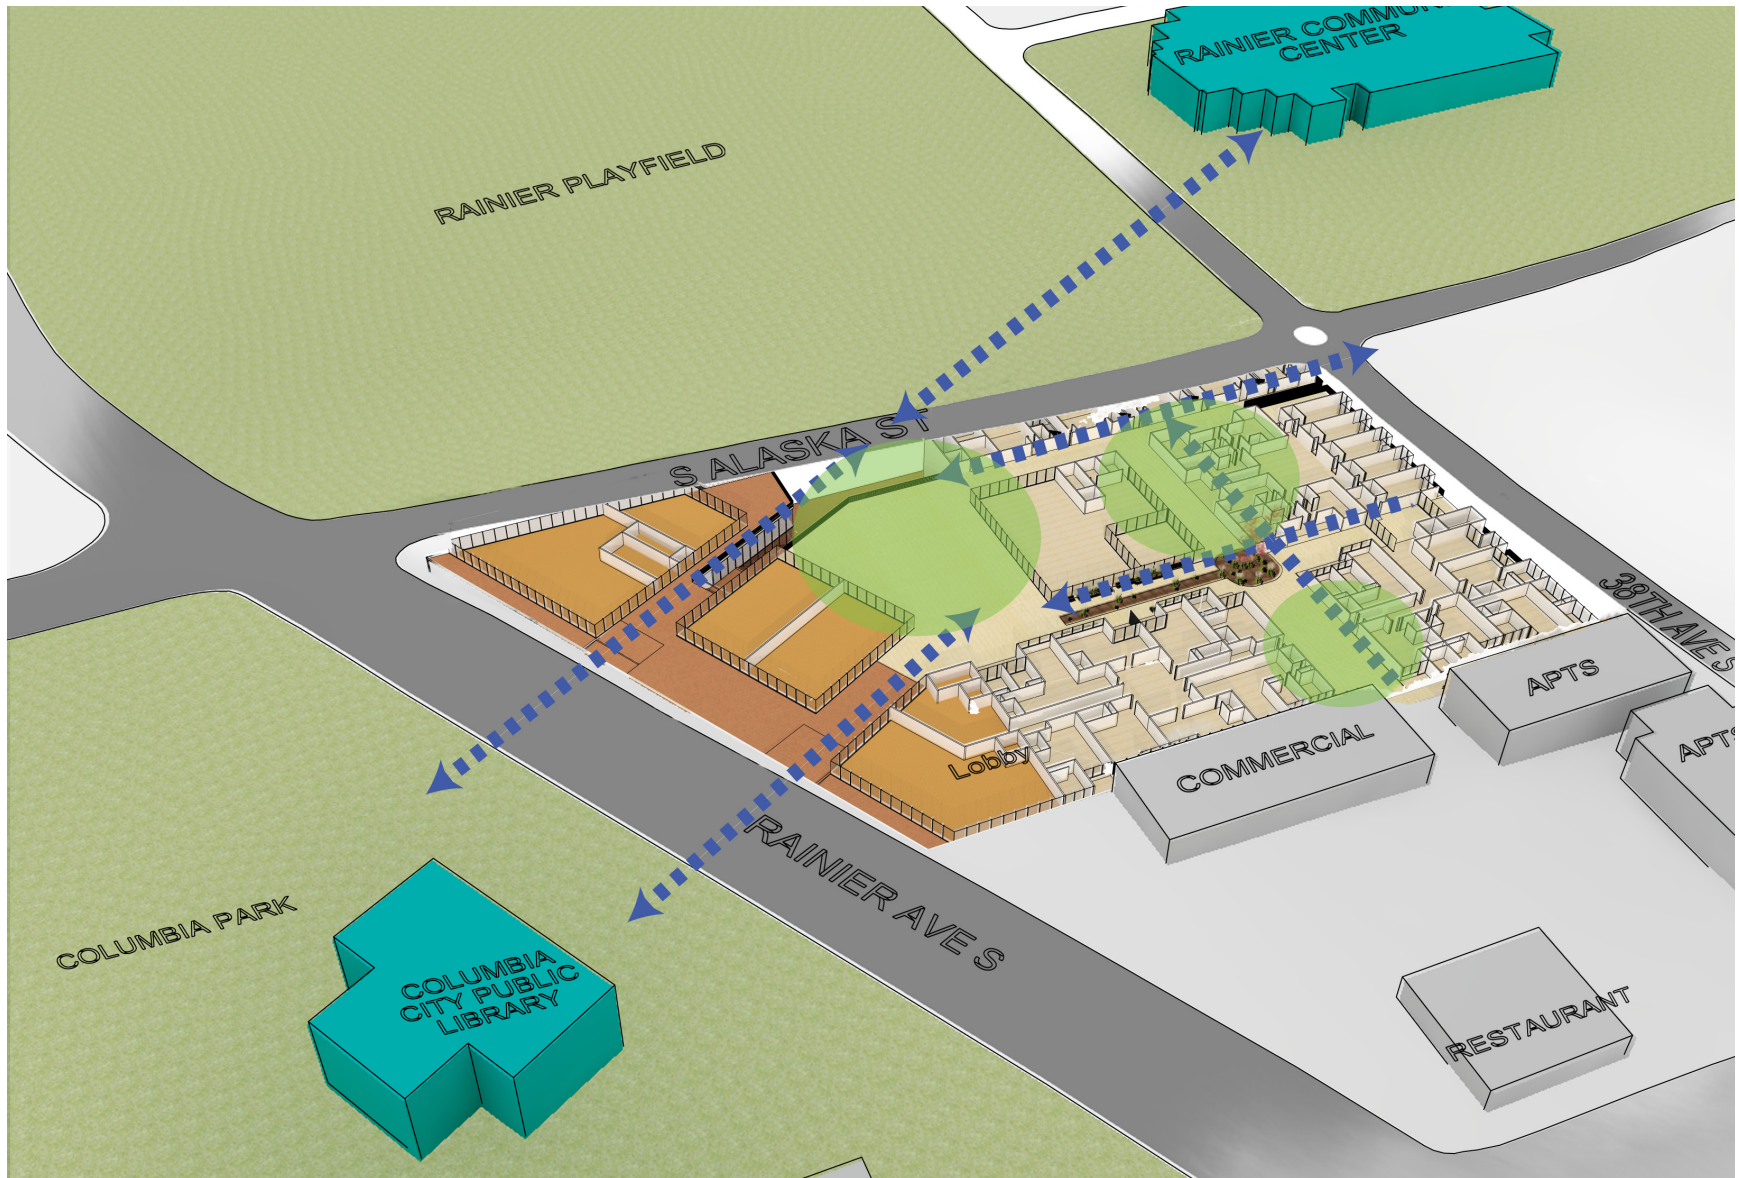 RAINIER COMMUN
CENTER
RAINIER PLAYFIELD
S ALASKA ST
38TH AVE S
APTS
APTS
COMMERCIAL
Lobby
RAINIER AVE S
COLUMBIA PARK
COLUMBIA
CITY PUBLIC
LIBRARY
RESTAURANT